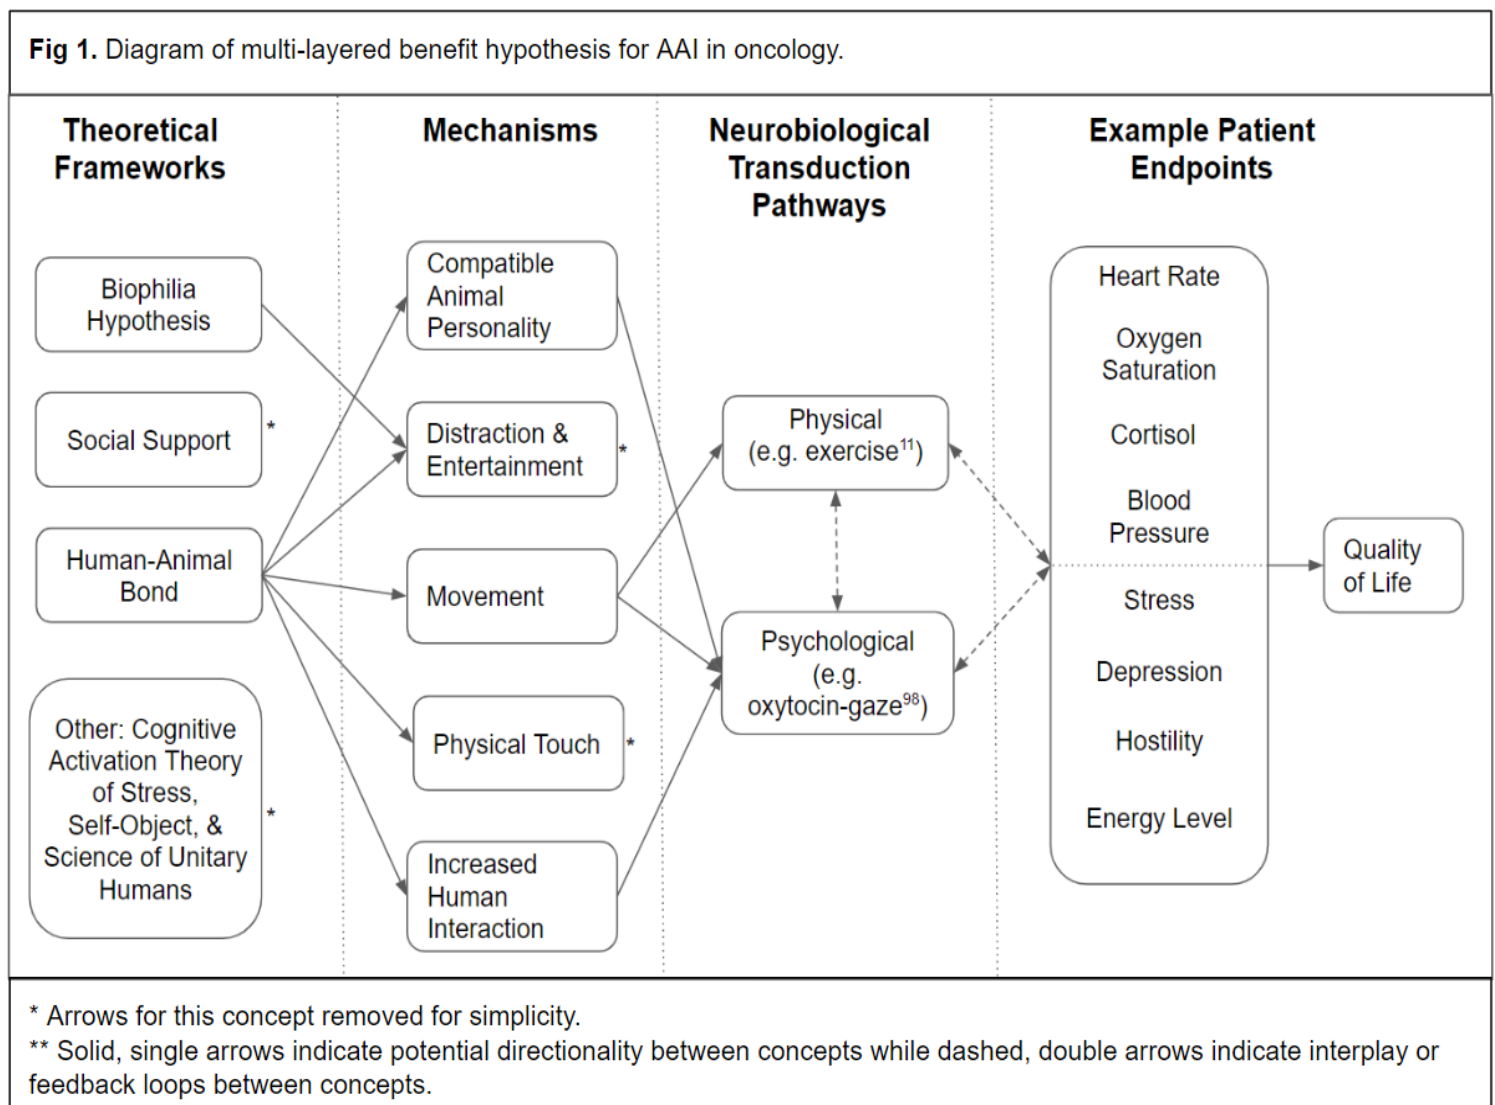 Fig 1. Diagram of multi-layered benefit hypothesis for AAI in oncology.
Theoretical
Frameworks
Mechanisms
Neurobiological
Transduction
Pathways
Example Patient
Endpoints
Biophilia
Hypothesis
Social Support
*
Human-Animal
Bond
Other: Cognitive
Activation Theory
of Stress,
Self-Object, &
Science of Unitary
Humans
*
Compatible
Animal
Personality
Distraction &
Entertainment
*
Movement
Physical Touch
*
Increased
Human
Interaction
Physical
(e.g. exercise¹¹)
Psychological
(e.g.
oxytocin-gaze⁹⁸)
Heart Rate
Oxygen
Saturation
Cortisol
Blood
Pressure
Stress
Depression
Hostility
Energy Level
Quality
of Life
* Arrows for this concept removed for simplicity.
** Solid, single arrows indicate potential directionality between concepts while dashed, double arrows indicate interplay or
feedback loops between concepts.